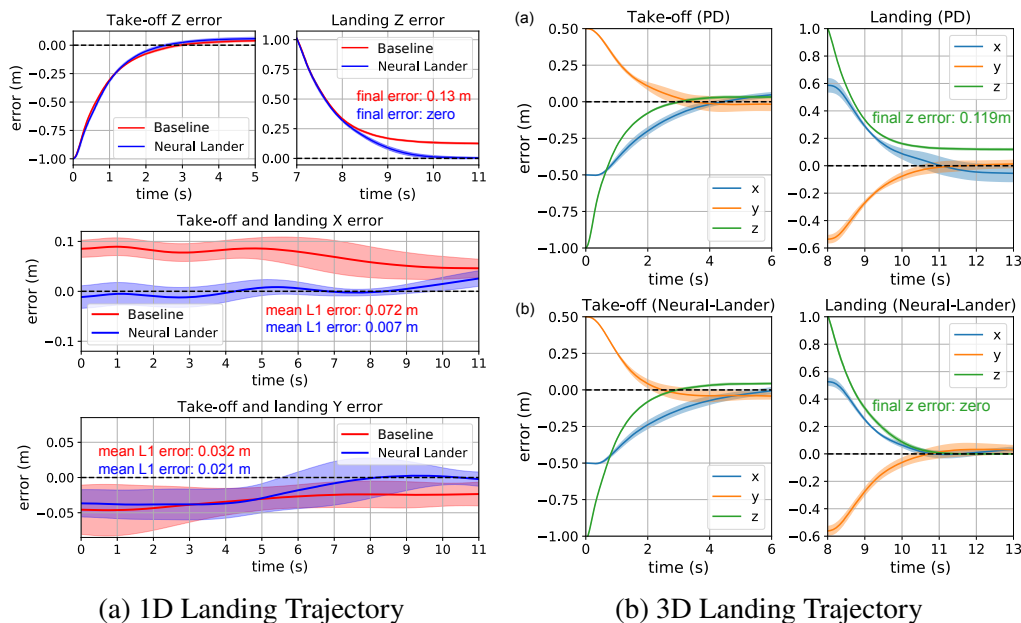 Take-off Z error
Landing Z error
error (m)
0.00
−0.25
−0.50
−0.75
−1.00
Baseline
Neural Lander
0 1 2 3 4 5
time (s)
1.00
0.75
0.50
0.25
0.00
Baseline
Neural Lander
final error: 0.13 m
final error: zero
7 8 9 10 11
time (s)
Take-off and landing X error
error (m)
0.1
0.0
−0.1
Baseline
Neural Lander
mean L1 error: 0.072 m
mean L1 error: 0.007 m
0 1 2 3 4 5 6 7 8 9 10 11
time (s)
Take-off and landing Y error
error (m)
0.05
0.00
−0.05
mean L1 error: 0.032 m
mean L1 error: 0.021 m
Baseline
Neural Lander
0 1 2 3 4 5 6 7 8 9 10 11
time (s)
(a) 1D Landing Trajectory
(a)
Take-off (PD)
error (m)
0.50
0.25
0.00
−0.25
−0.50
−0.75
−1.00
x
y
z
0 2 4 6
time (s)
Landing (PD)
1.0
0.8
0.6
0.4
0.2
0.0
−0.2
−0.4
−0.6
x
y
z
final z error: 0.119m
8 9 10 11 12 13
time (s)
(b)
Take-off (Neural-Lander)
error (m)
0.50
0.25
0.00
−0.25
−0.50
−0.75
−1.00
x
y
z
0 2 4 6
time (s)
Landing (Neural-Lander)
1.0
0.8
0.6
0.4
0.2
0.0
−0.2
−0.4
−0.6
x
y
z
final z error: zero
8 9 10 11 12 13
time (s)
(b) 3D Landing Trajectory